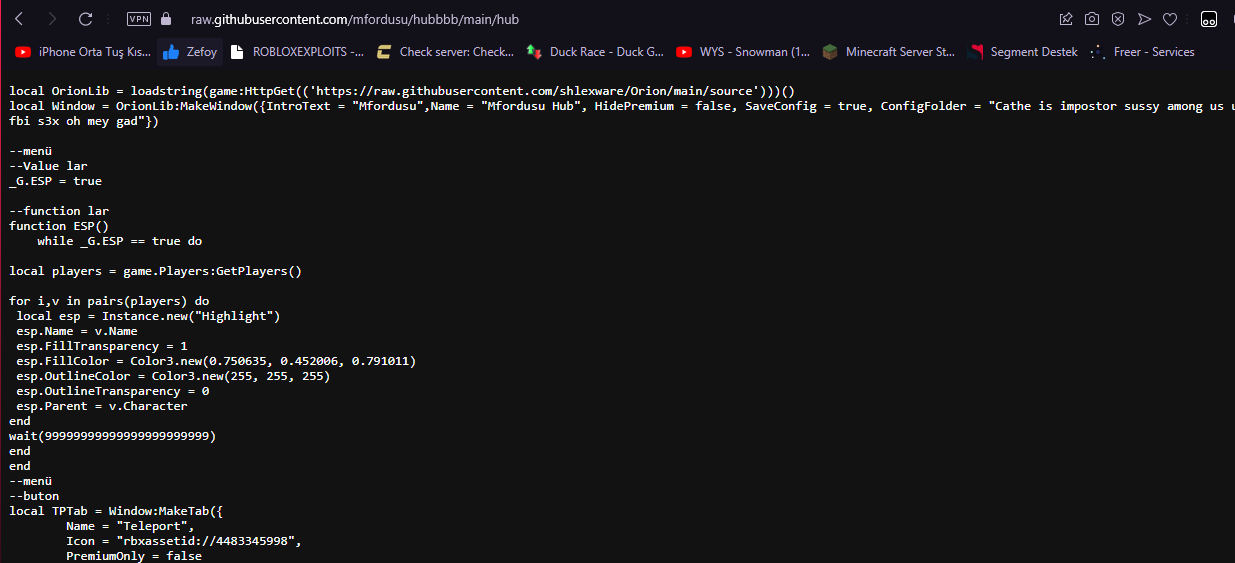 VPN raw.githubusercontent.com/mfordusu/hubbbb/main/hub
iPhone Orta Tuş Kıs... Zefoy ROBLOXEXPLOITS -... Check server: Check... Duck Race - Duck G... WYS - Snowman (1... Minecraft Server St... Segment Destek Freer - Services
local OrionLib = loadstring(game:HttpGet(('https://raw.githubusercontent.com/shlexware/Orion/main/source')))()
local Window = OrionLib:MakeWindow({IntroText = "Mfordusu",Name = "Mfordusu Hub", HidePremium = false, SaveConfig = true, ConfigFolder = "Cathe is impostor sussy among us u
fbi s3x oh mey gad"})
--menü
--Value lar
_G.ESP = true
--function lar
function ESP()
while _G.ESP == true do
local players = game.Players:GetPlayers()
for i,v in pairs(players) do
local esp = Instance.new("Highlight")
esp.Name = v.Name
esp.FillTransparency = 1
esp.FillColor = Color3.new(0.750635, 0.452006, 0.791011)
esp.OutlineColor = Color3.new(255, 255, 255)
esp.OutlineTransparency = 0
esp.Parent = v.Character
end
wait(99999999999999999999999)
end
end
--menü
--buton
local TPTab = Window:MakeTab({
Name = "Teleport",
Icon = "rbxassetid://4483345998",
PremiumOnly = false